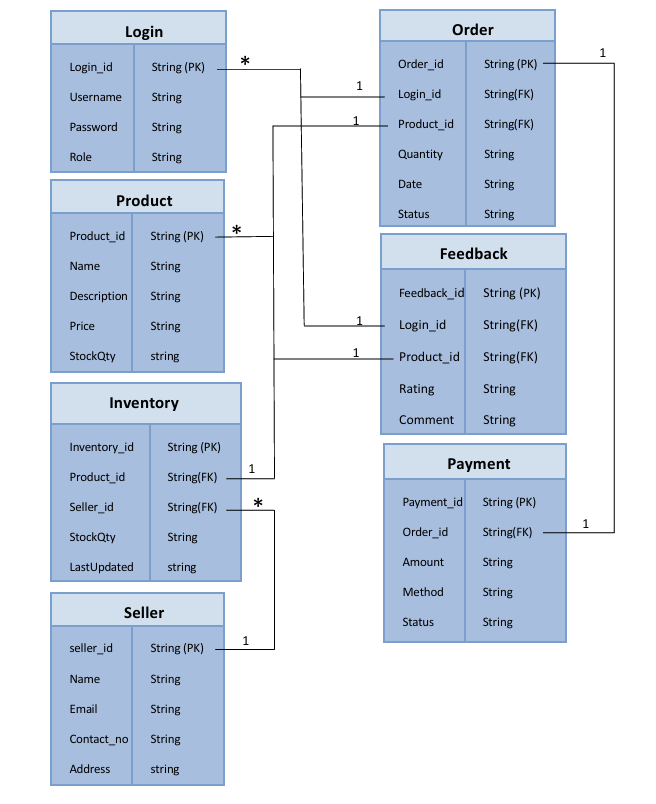 Login
Login_id String (PK)
Username String
Password String
Role String
Product
Product_id String (PK)
Name String
Description String
Price String
StockQty string
Inventory
Inventory_id String (PK)
Product_id String(FK)
Seller_id String(FK)
StockQty String
LastUpdated string
Seller
seller_id String (PK)
Name String
Email String
Contact_no String
Address string
Order
Order_id String (PK)
Login_id String(FK)
Product_id String(FK)
Quantity String
Date String
Status String
Feedback
Feedback_id String (PK)
Login_id String(FK)
Product_id String(FK)
Rating String
Comment String
Payment
Payment_id String (PK)
Order_id String(FK)
Amount String
Method String
Status String
*
1
1
1
*
1
1
1
*
1
1